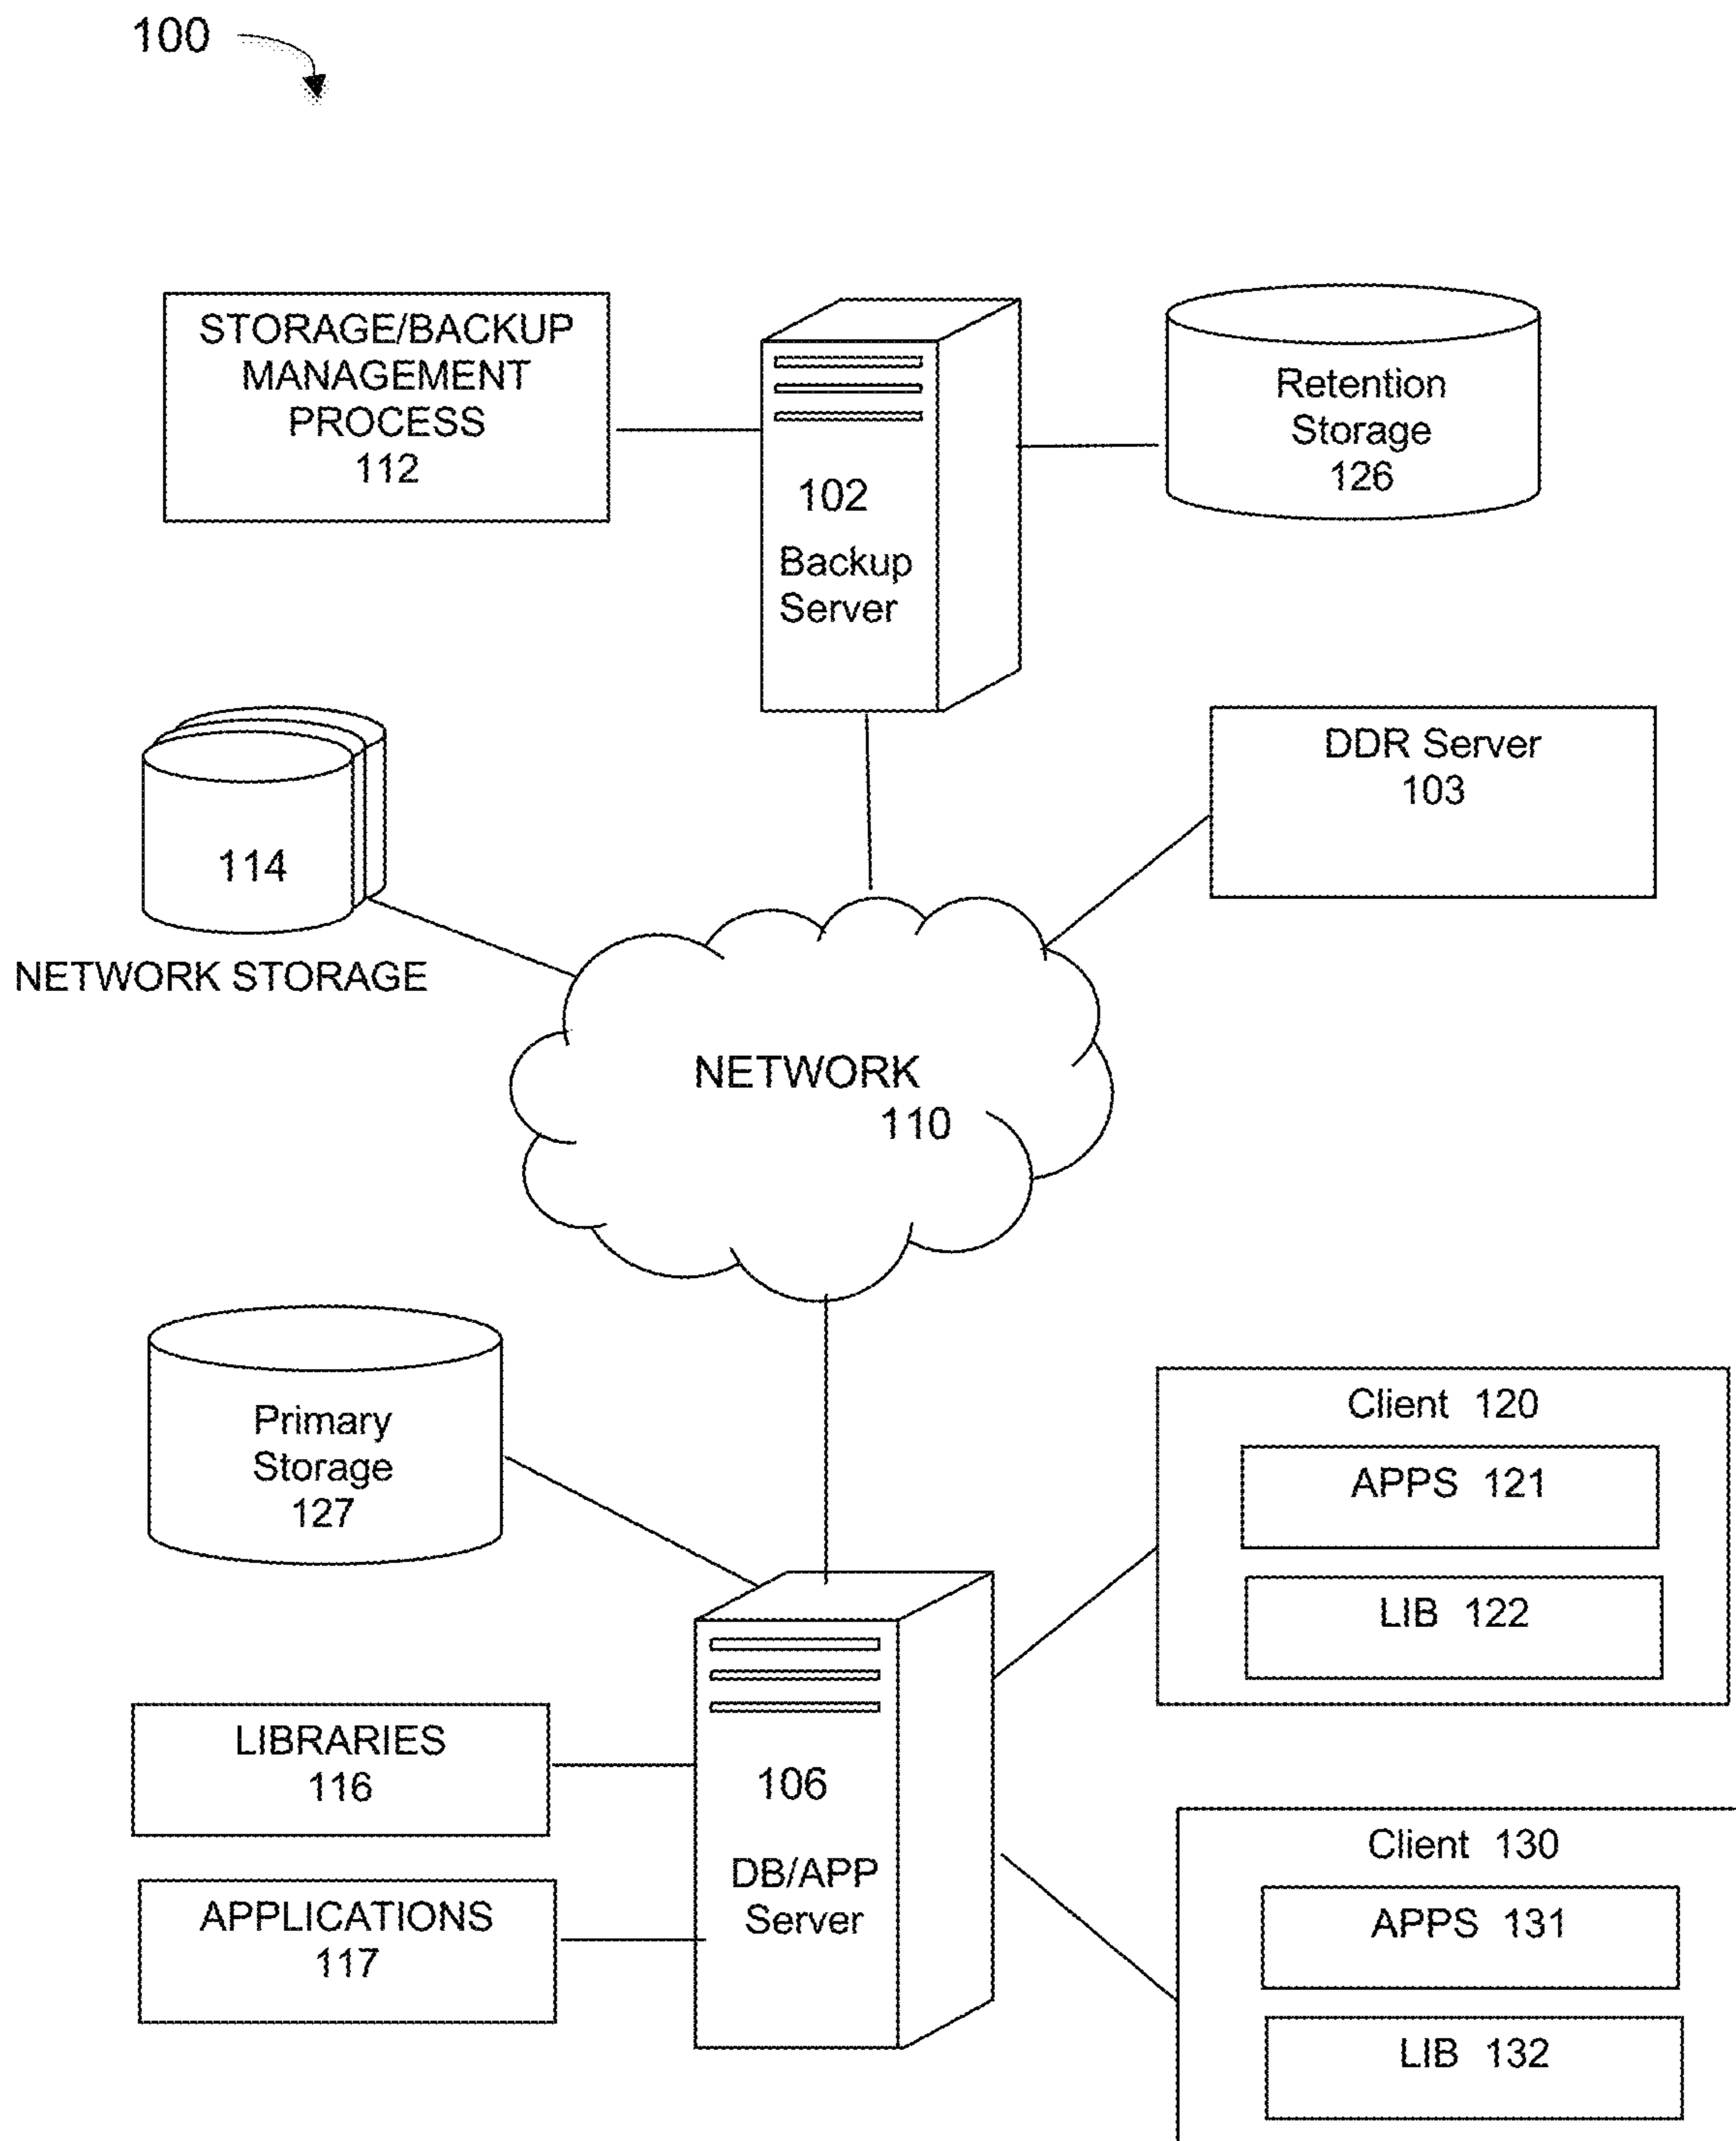 100
STORAGE/BACKUP
MANAGEMENT
PROCESS
112
102
Backup
Server
Retention
Storage
126
114
NETWORK STORAGE
DDR Server
103
NETWORK
110
Primary
Storage
127
Client 120
APPS 121
LIB 122
LIBRARIES
116
106
DB/APP
Server
APPLICATIONS
117
Client 130
APPS 131
LIB 132